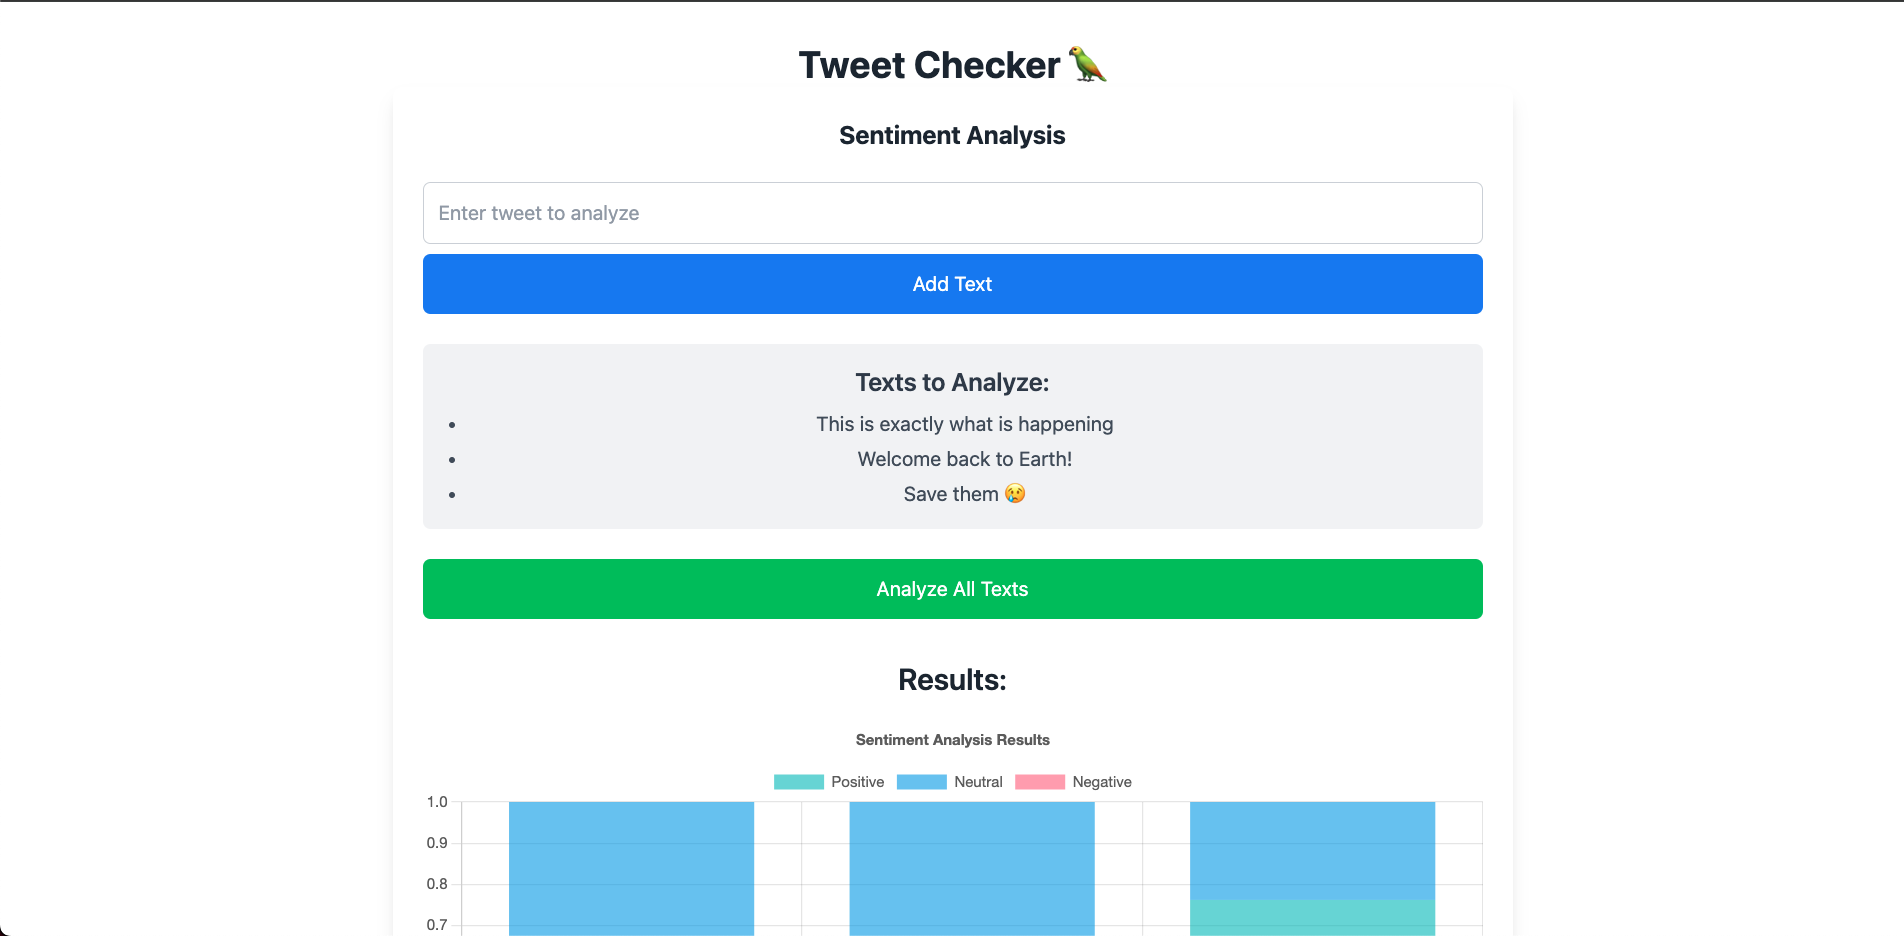 Tweet Checker 🦜
Sentiment Analysis
Enter tweet to analyze
Add Text
Texts to Analyze:
• This is exactly what is happening
• Welcome back to Earth!
• Save them 😢
Analyze All Texts
Results:
Sentiment Analysis Results
Positive Neutral Negative
1.0
0.9
0.8
0.7